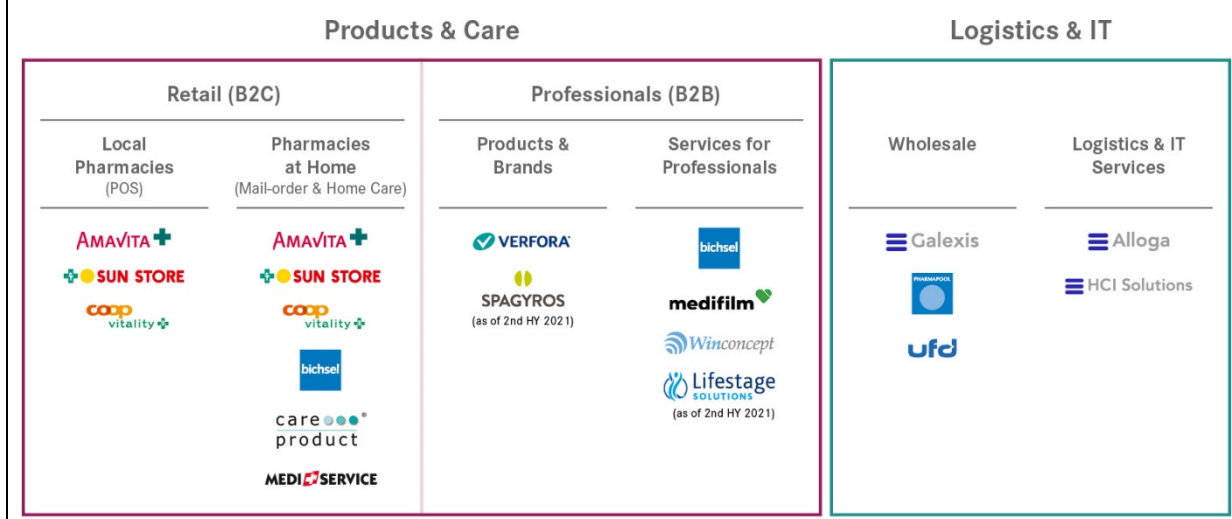 Products & Care
Logistics & IT
Retail (B2C)
Professionals (B2B)
Local
Pharmacies
(POS)
Pharmacies
at Home
(Mail-order & Home Care)
Products &
Brands
Services for
Professionals
Wholesale
Logistics & IT
Services
AMAVITA
SUN STORE
coop
vitality
AMAVITA
SUN STORE
coop
vitality
bichsel
care
product
MEDISERVICE
VERFORA
SPAGYROS
(as of 2nd HY 2021)
bichsel
medifilm
Winconcept
Lifestage
SOLUTIONS
(as of 2nd HY 2021)
Galexis
PHARMAPOOL
ufd
Alloga
HCI Solutions